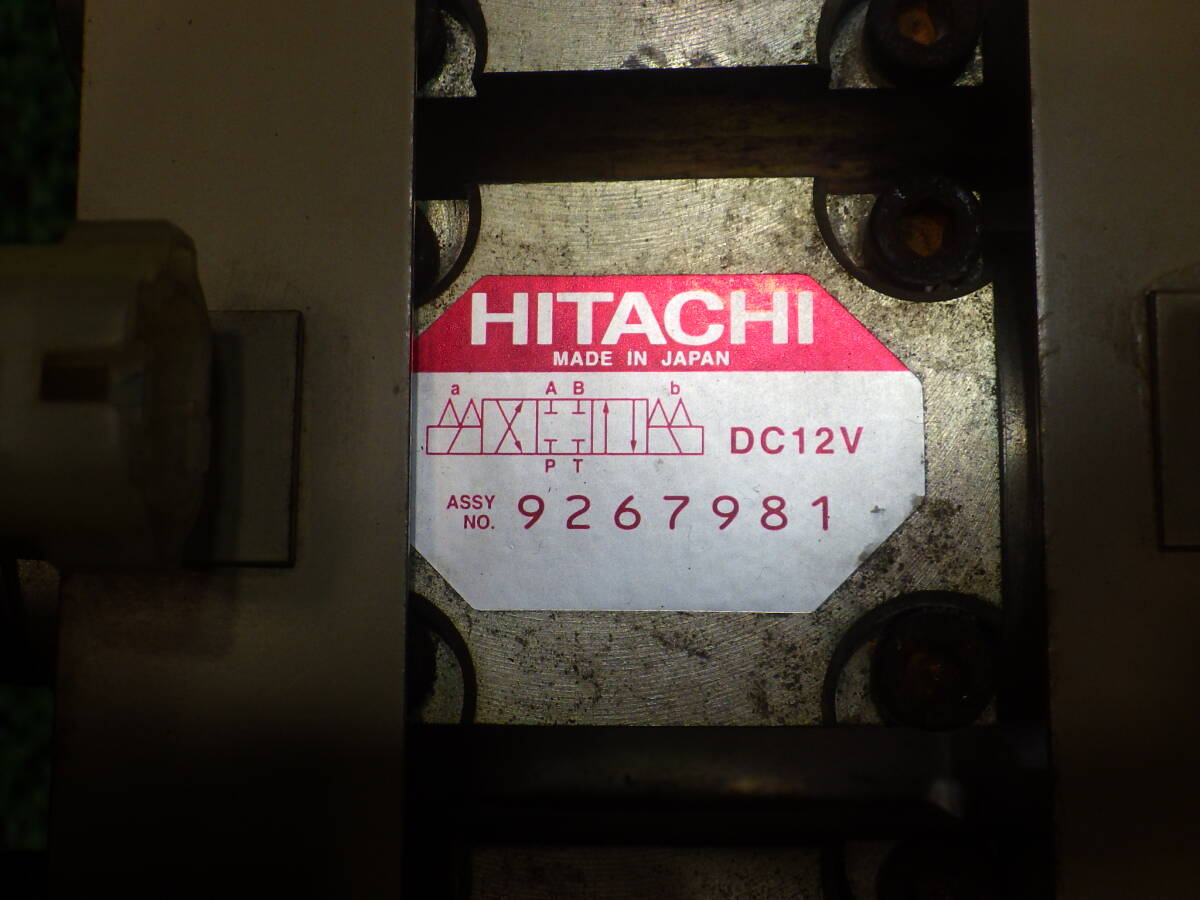 HITACHI
MADE IN JAPAN
a A B b
P T
DC12V
ASSY NO. 9267981